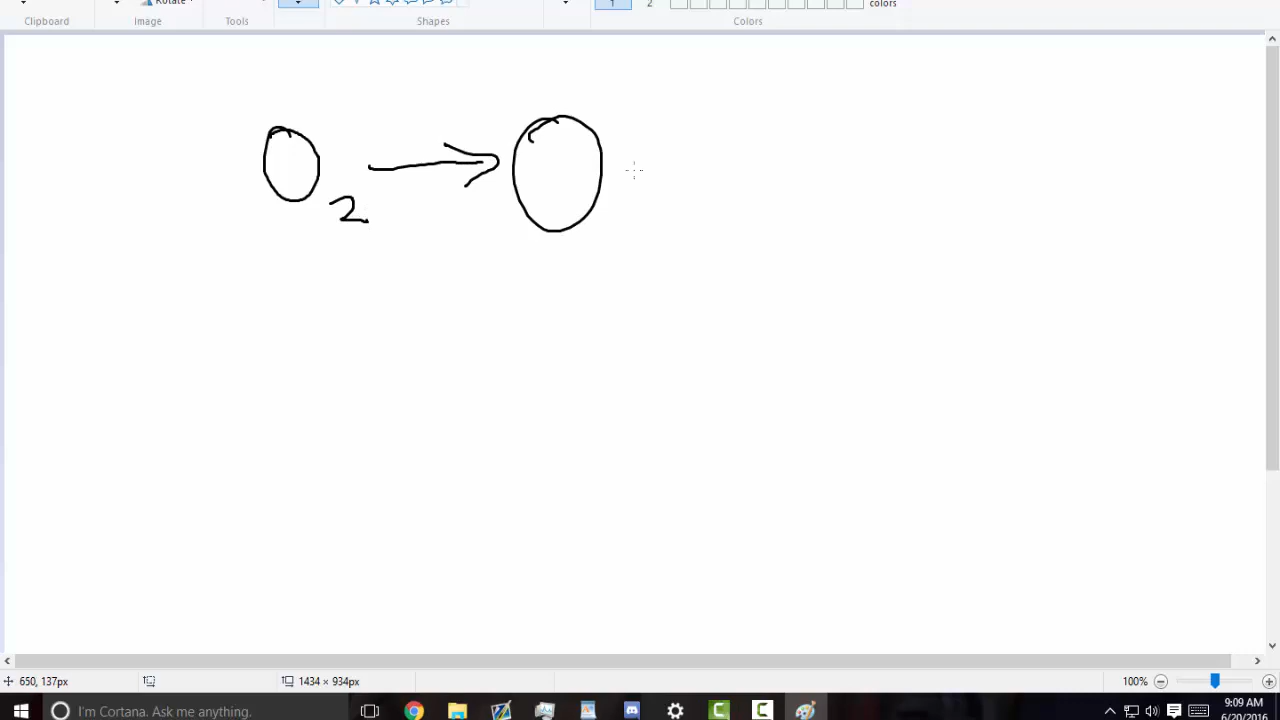 Rotate
Clipboard
Image
Tools
Shapes
1
2
colors
Colors
O2 → O
650, 137px
1434 × 934px
100%
I'm Cortana. Ask me anything.
9:09 AM
6/20/2016